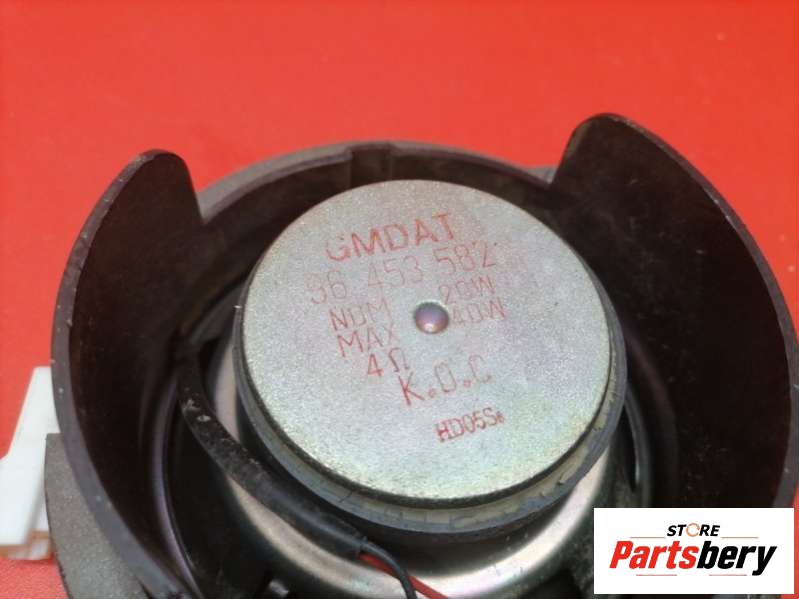 GMDAT
96 453 582
NOM 20W
MAX 40W
4Ω
K.O.C
HD05S
STORE
Partsbery